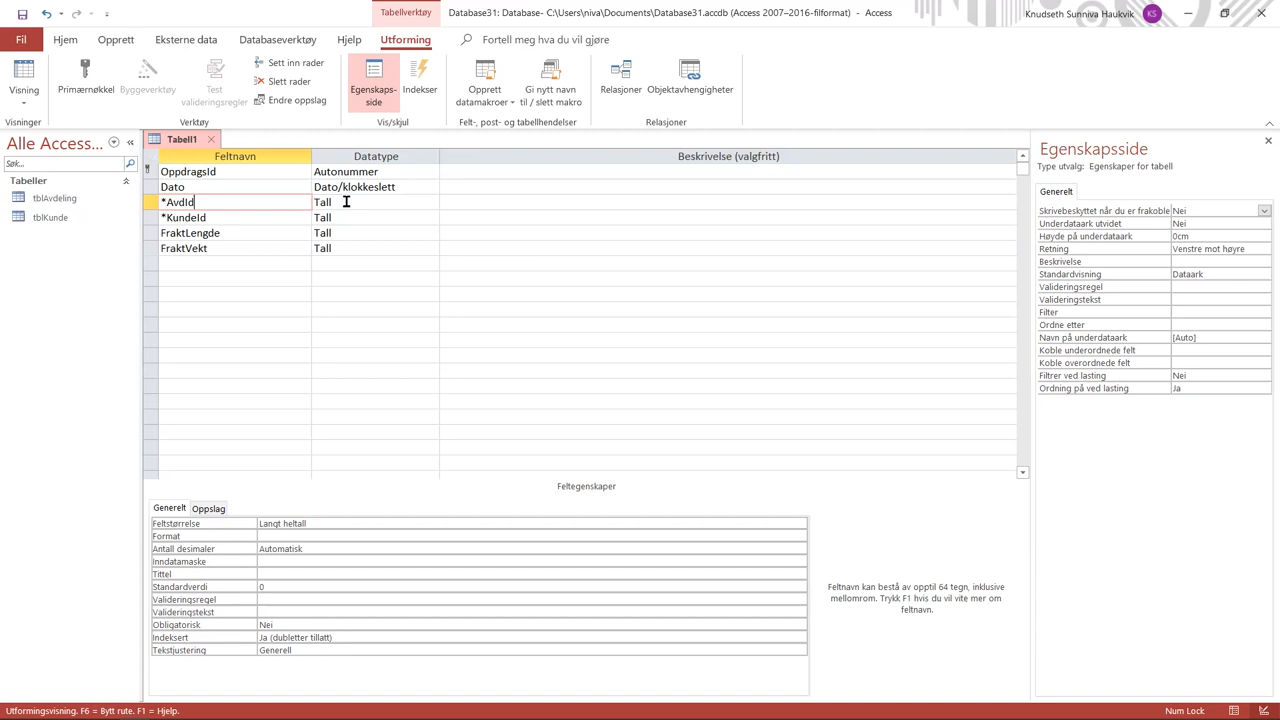 Tabellverktøy
Database31: Database- C:\Users\niva\Documents\Database31.accdb (Access 2007–2016-filformat) - Access
Knudseth Sunniva Haukvik
KS
Fil
Hjem
Opprett
Eksterne data
Databaseverktøy
Hjelp
Utforming
Fortell meg hva du vil gjøre
Visning
Primærnøkkel
Byggeverktøy
Test
valideringsregler
Sett inn rader
Slett rader
Endre oppslag
Egenskaps-
side
Indekser
Opprett
datamakroer
Gi nytt navn
til / slett makro
Relasjoner
Objektavhengigheter
Visninger
Verktøy
Vis/skjul
Felt-, post- og tabellhendelser
Relasjoner
Alle Access...
Søk...
Tabeller
tblAvdeling
tblKunde
Tabell1
Feltnavn Datatype Beskrivelse (valgfritt)
OppdragsId Autonummer
Dato Dato/klokkeslett
*AvdId Tall
*KundeId Tall
FraktLengde Tall
FraktVekt Tall
Feltegenskaper
Generelt
Oppslag
Feltstørrelse Langt heltall
Format
Antall desimaler Automatisk
Inndatamaske
Tittel
Standardverdi 0
Valideringsregel
Valideringstekst
Obligatorisk Nei
Indeksert Ja (dubletter tillatt)
Tekstjustering Generell
Feltnavn kan bestå av opptil 64 tegn, inklusive
mellomrom. Trykk F1 hvis du vil vite mer om
feltnavn.
Egenskapsside
Type utvalg: Egenskaper for tabell
Generelt
Skrivebeskyttet når du er frakoble Nei
Underdataark utvidet Nei
Høyde på underdataark 0cm
Retning Venstre mot høyre
Beskrivelse
Standardvisning Dataark
Valideringsregel
Valideringstekst
Filter
Ordne etter
Navn på underdataark [Auto]
Koble underordnede felt
Koble overordnede felt
Filtrer ved lasting Nei
Ordning på ved lasting Ja
Utformingsvisning. F6 = Bytt rute. F1 = Hjelp.
Num Lock